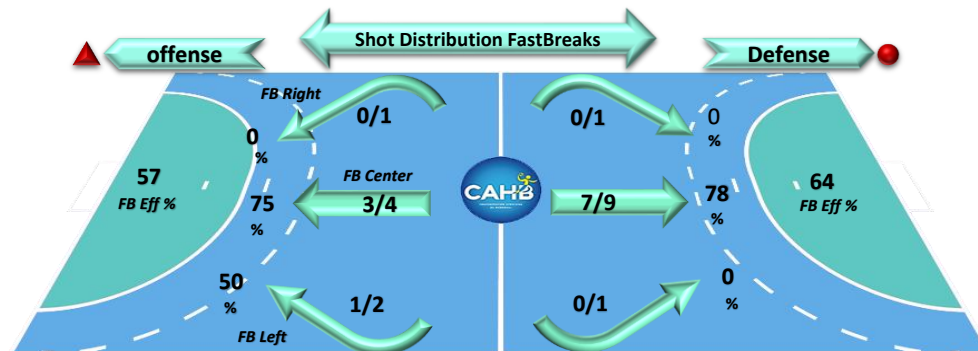 Shot Distribution FastBreaks
offense
Defense
FB Right
0/1
0/1
0
%
0
%
57
FB Eff %
FB Center
75
%
3/4
CAHB
7/9
78
%
64
FB Eff %
50
%
1/2
0/1
0
%
FB Left